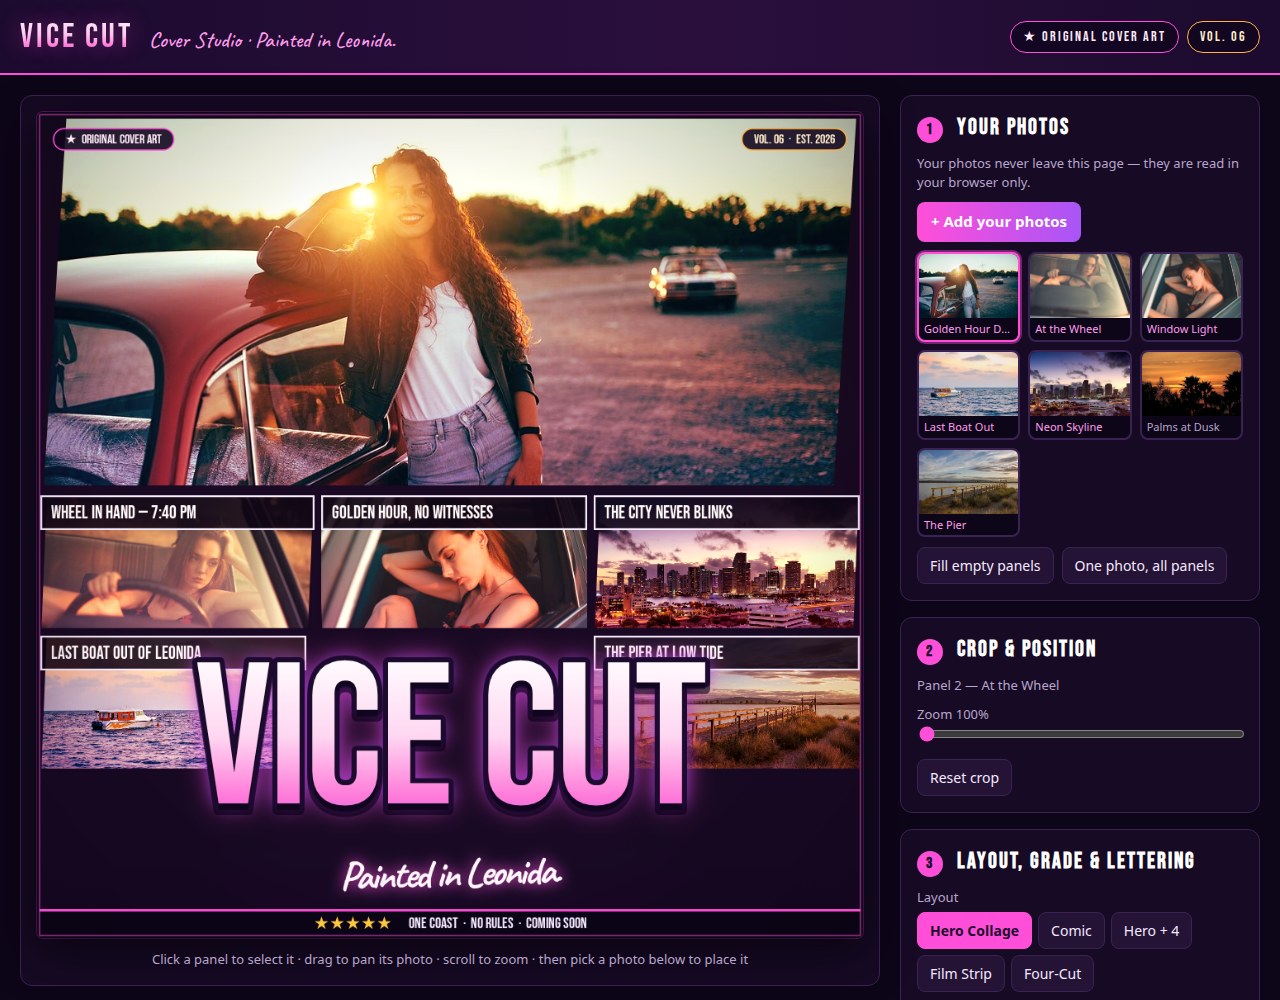 VICE CUT
Cover Studio · Painted in Leonida.
★ ORIGINAL COVER ART
VOL. 06
★ ORIGINAL COVER ART
VOL. 06 · EST. 2026
WHEEL IN HAND — 7:40 PM
GOLDEN HOUR, NO WITNESSES
THE CITY NEVER BLINKS
LAST BOAT OUT OF LEONIDA
THE PIER AT LOW TIDE
VICE CUT
Painted in Leonida.
★★★★★ ONE COAST · NO RULES · COMING SOON
Click a panel to select it · drag to pan its photo · scroll to zoom · then pick a photo below to place it
1 YOUR PHOTOS
Your photos never leave this page — they are read in
your browser only.
+ Add your photos
Golden Hour D...
At the Wheel
Window Light
Last Boat Out
Neon Skyline
Palms at Dusk
The Pier
Fill empty panels
One photo, all panels
2 CROP & POSITION
Panel 2 — At the Wheel
Zoom 100%
Reset crop
3 LAYOUT, GRADE & LETTERING
Layout
Hero Collage
Comic
Hero + 4
Film Strip
Four-Cut